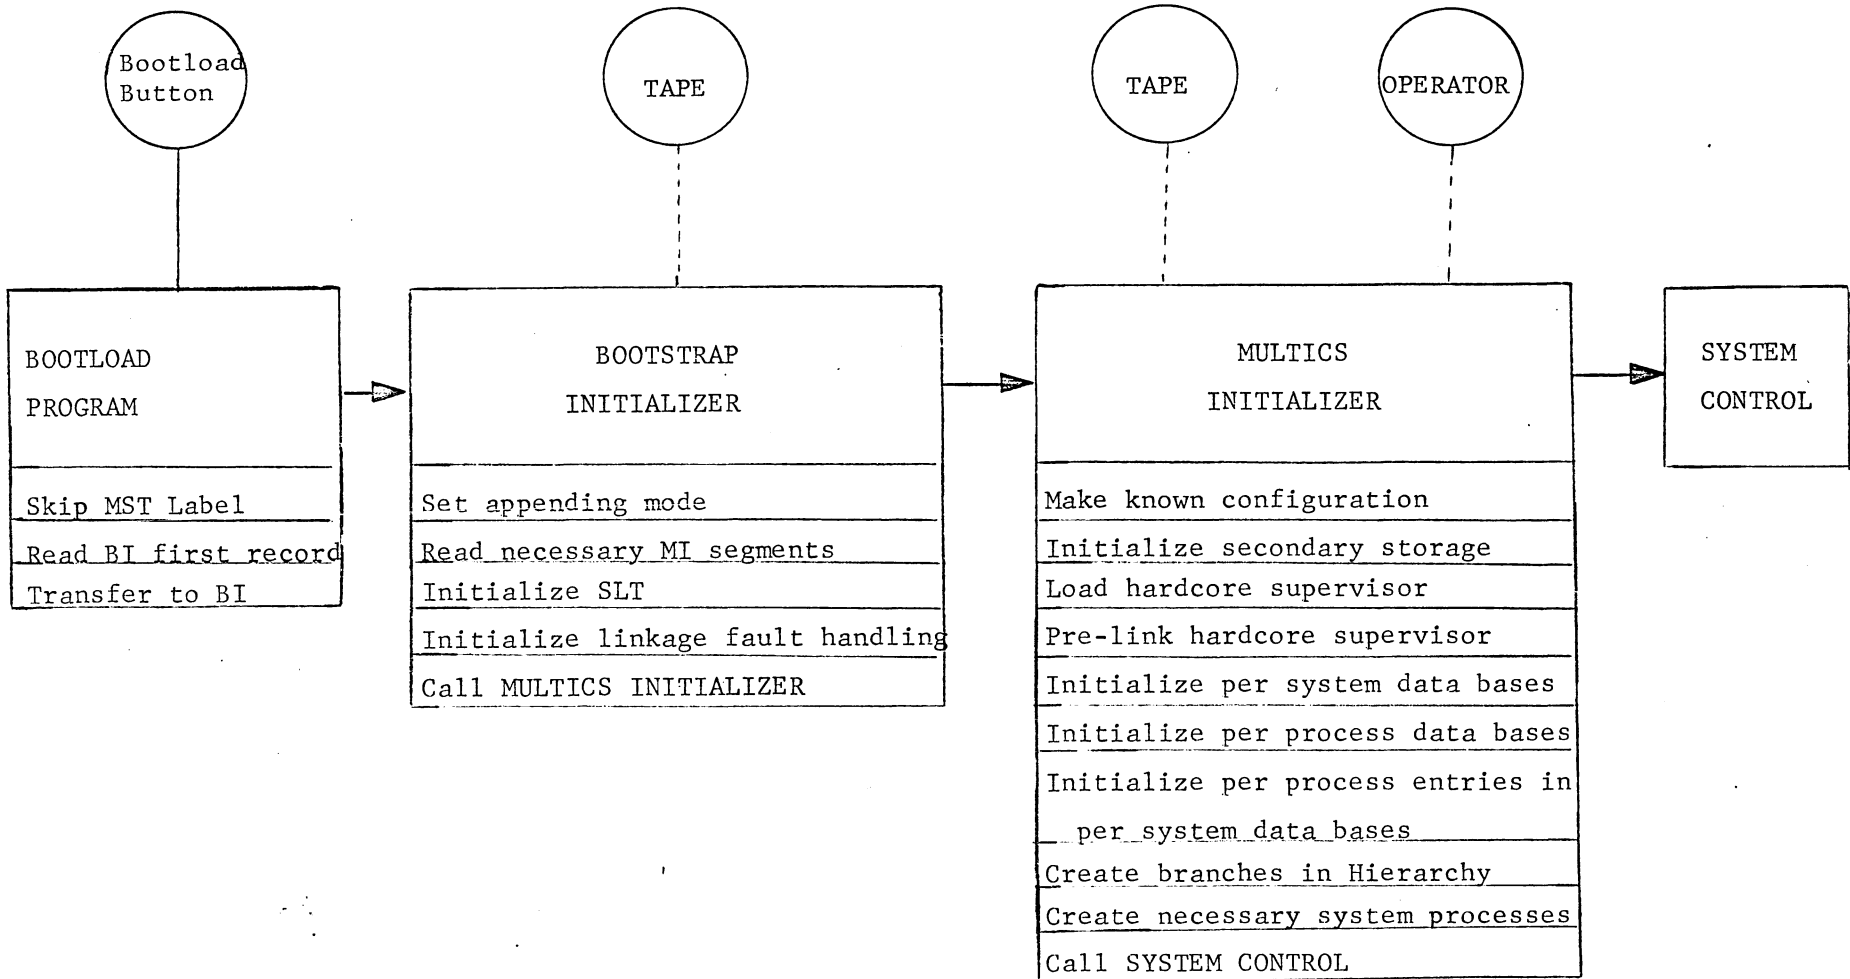 Bootload
Button
TAPE
TAPE
OPERATOR
BOOTLOAD
PROGRAM
Skip MST Label
Read BI first record
Transfer to BI
BOOTSTRAP
INITIALIZER
Set appending mode
Read necessary MI segments
Initialize SLT
Initialize linkage fault handling
Call MULTICS INITIALIZER
MULTICS
INITIALIZER
Make known configuration
Initialize secondary storage
Load hardcore supervisor
Pre-link hardcore supervisor
Initialize per system data bases
Initialize per process data bases
Initialize per process entries in
per system data bases
Create branches in Hierarchy
Create necessary system processes
Call SYSTEM CONTROL
SYSTEM
CONTROL